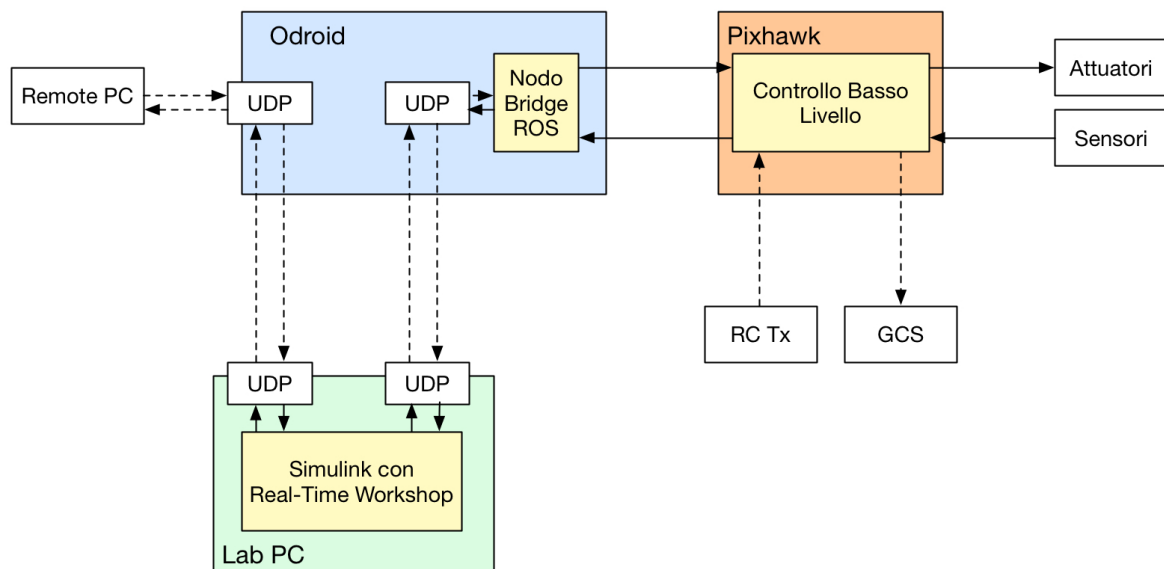 Odroid
Pixhawk
Remote PC
UDP
UDP
Nodo
Bridge
ROS
Controllo Basso
Livello
Attuatori
Sensori
RC Tx
GCS
UDP
UDP
Simulink con
Real-Time Workshop
Lab PC